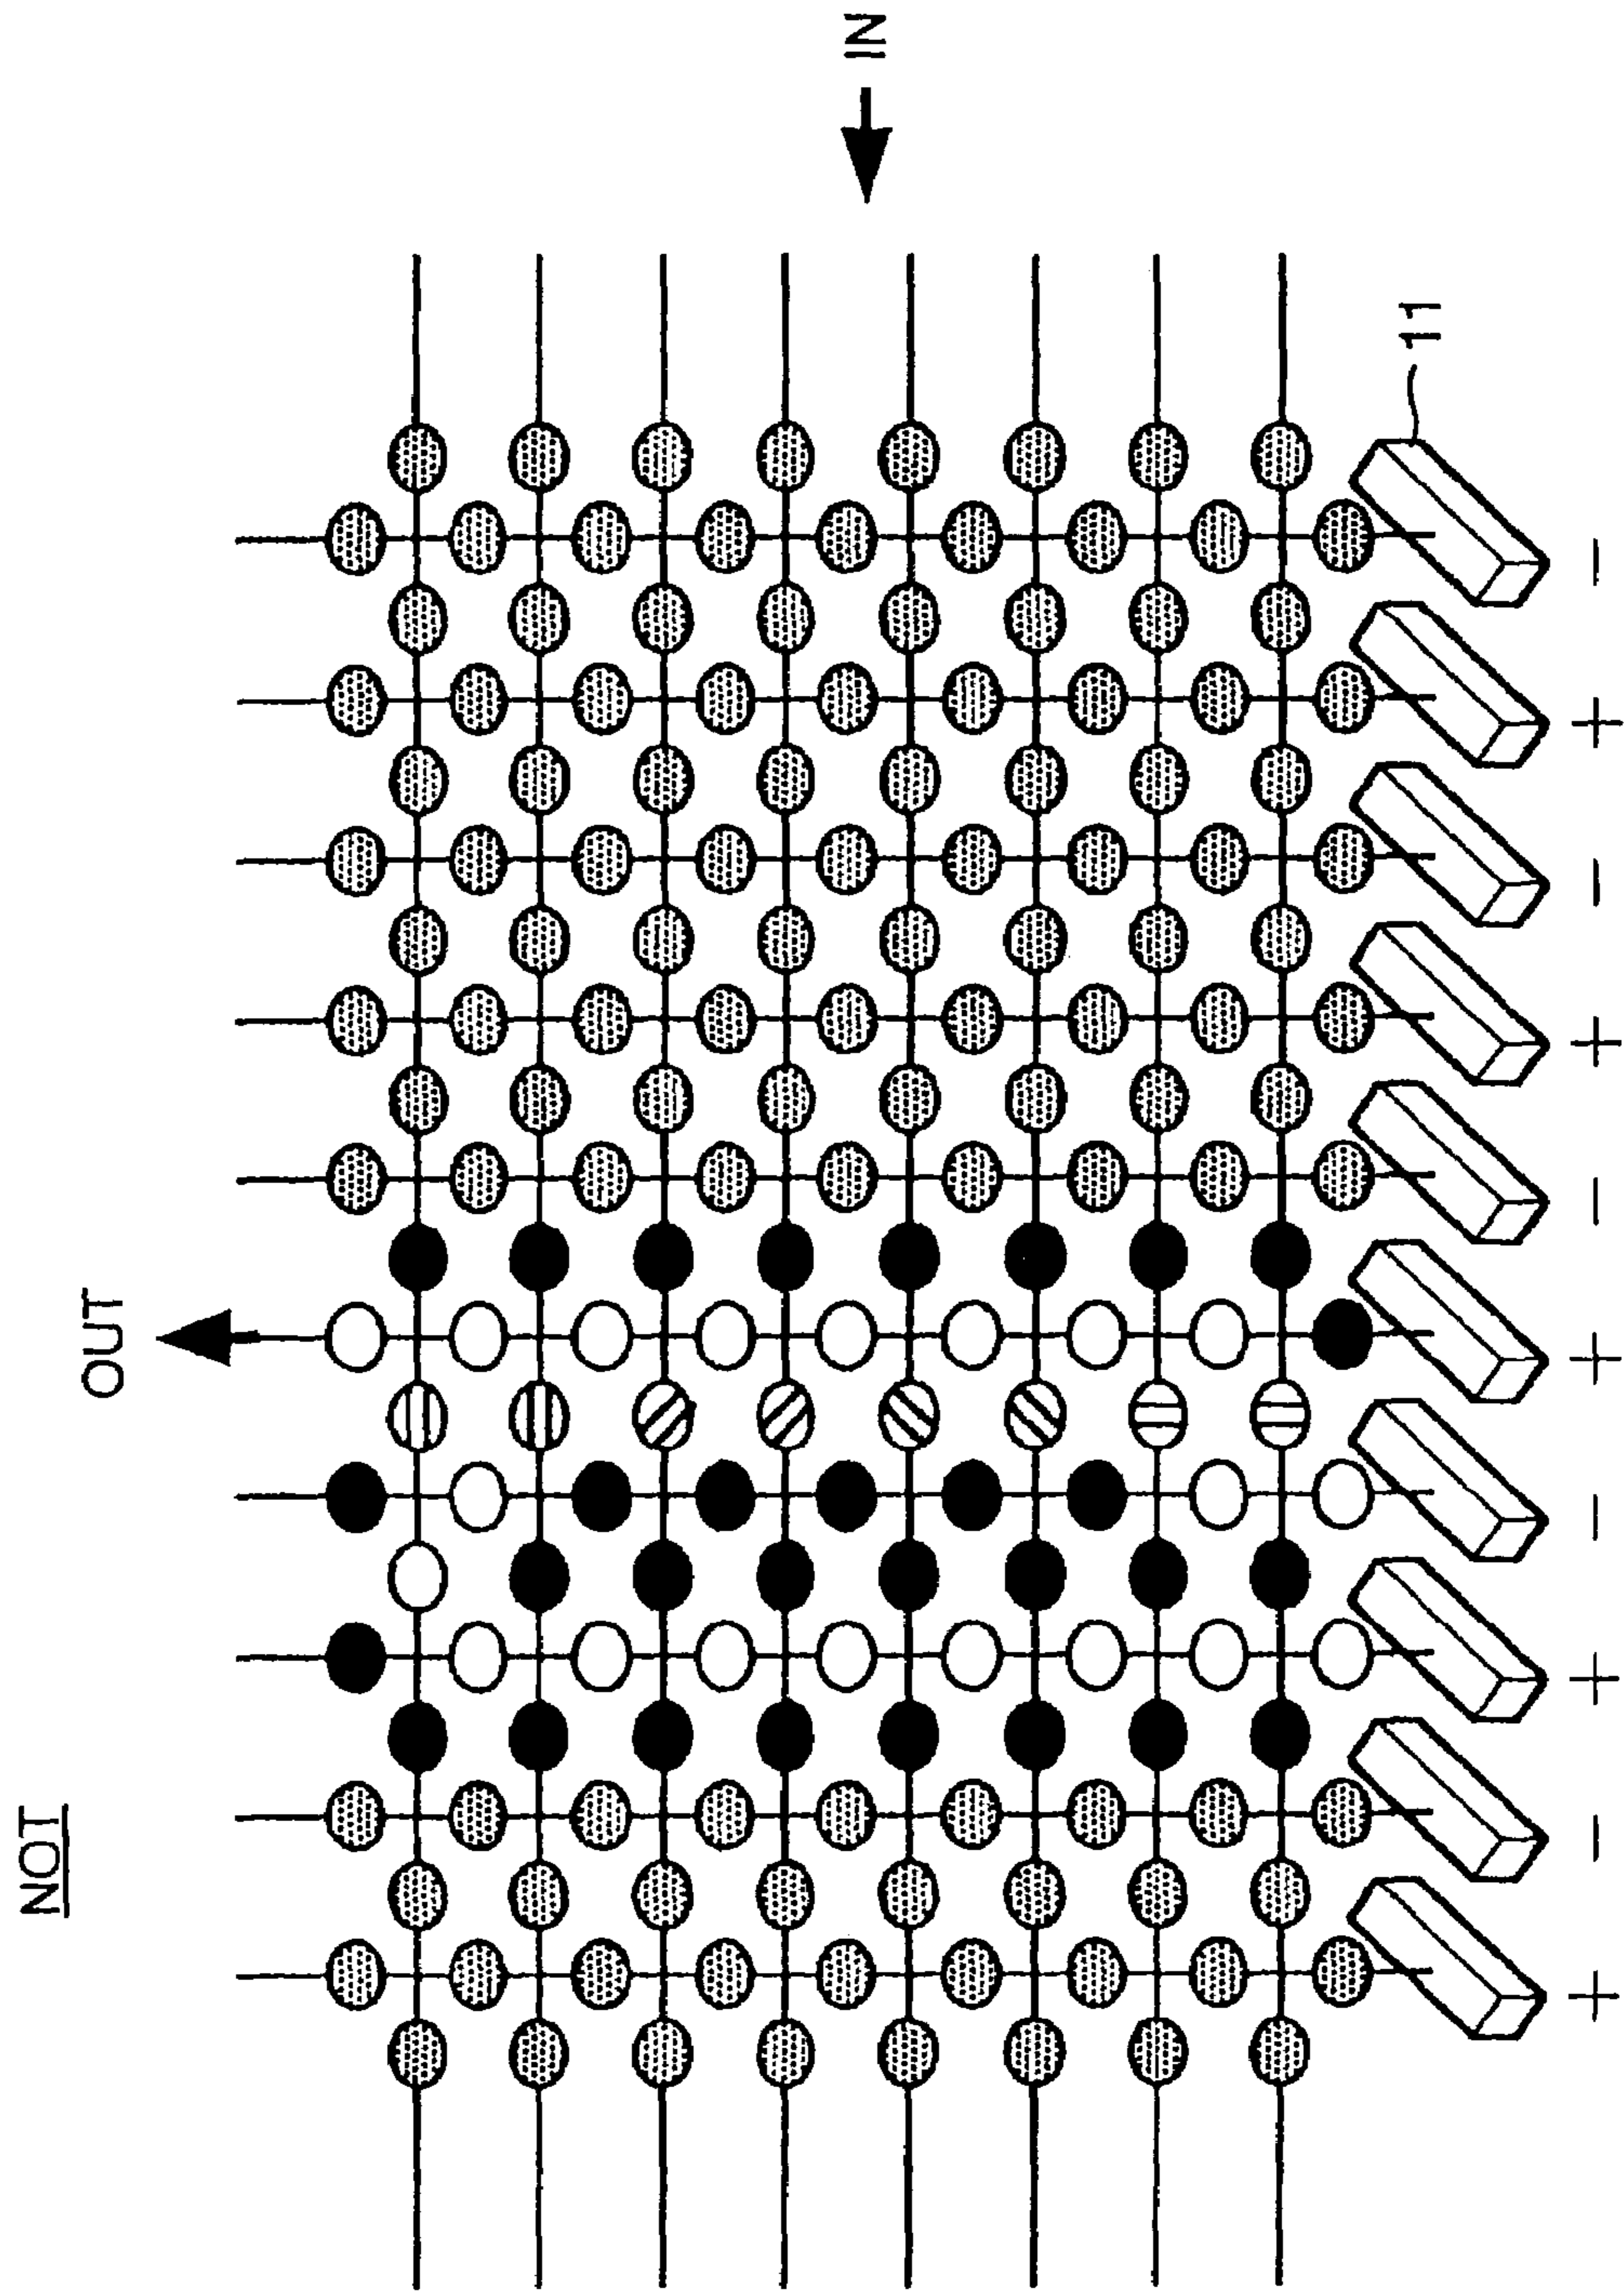 NOT
OUT
IN
11
+ − + − + − + − + −